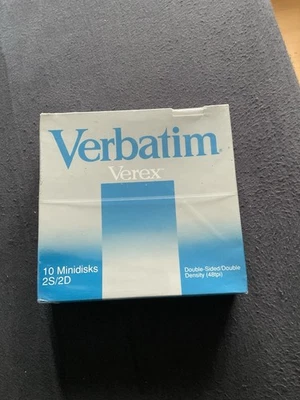 Verbatim
Verex
10 Minidisks
2S/2D
Double-Sided/Double
Density (48tpi)